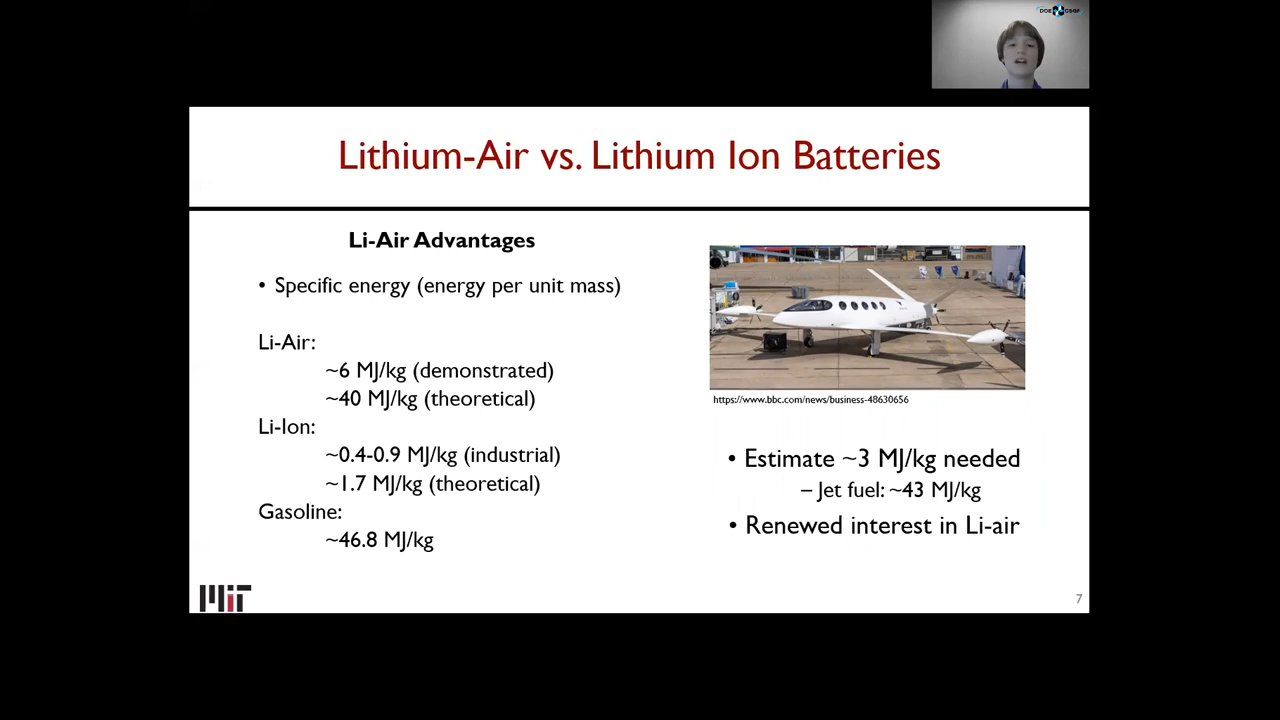 DOE CSGF
Lithium-Air vs. Lithium Ion Batteries
Li-Air Advantages
• Specific energy (energy per unit mass)
Li-Air:
~6 MJ/kg (demonstrated)
~40 MJ/kg (theoretical)
Li-Ion:
~0.4-0.9 MJ/kg (industrial)
~1.7 MJ/kg (theoretical)
Gasoline:
~46.8 MJ/kg
https://www.bbc.com/news/business-48630656
• Estimate ~3 MJ/kg needed
– Jet fuel: ~43 MJ/kg
• Renewed interest in Li-air
MIT
7